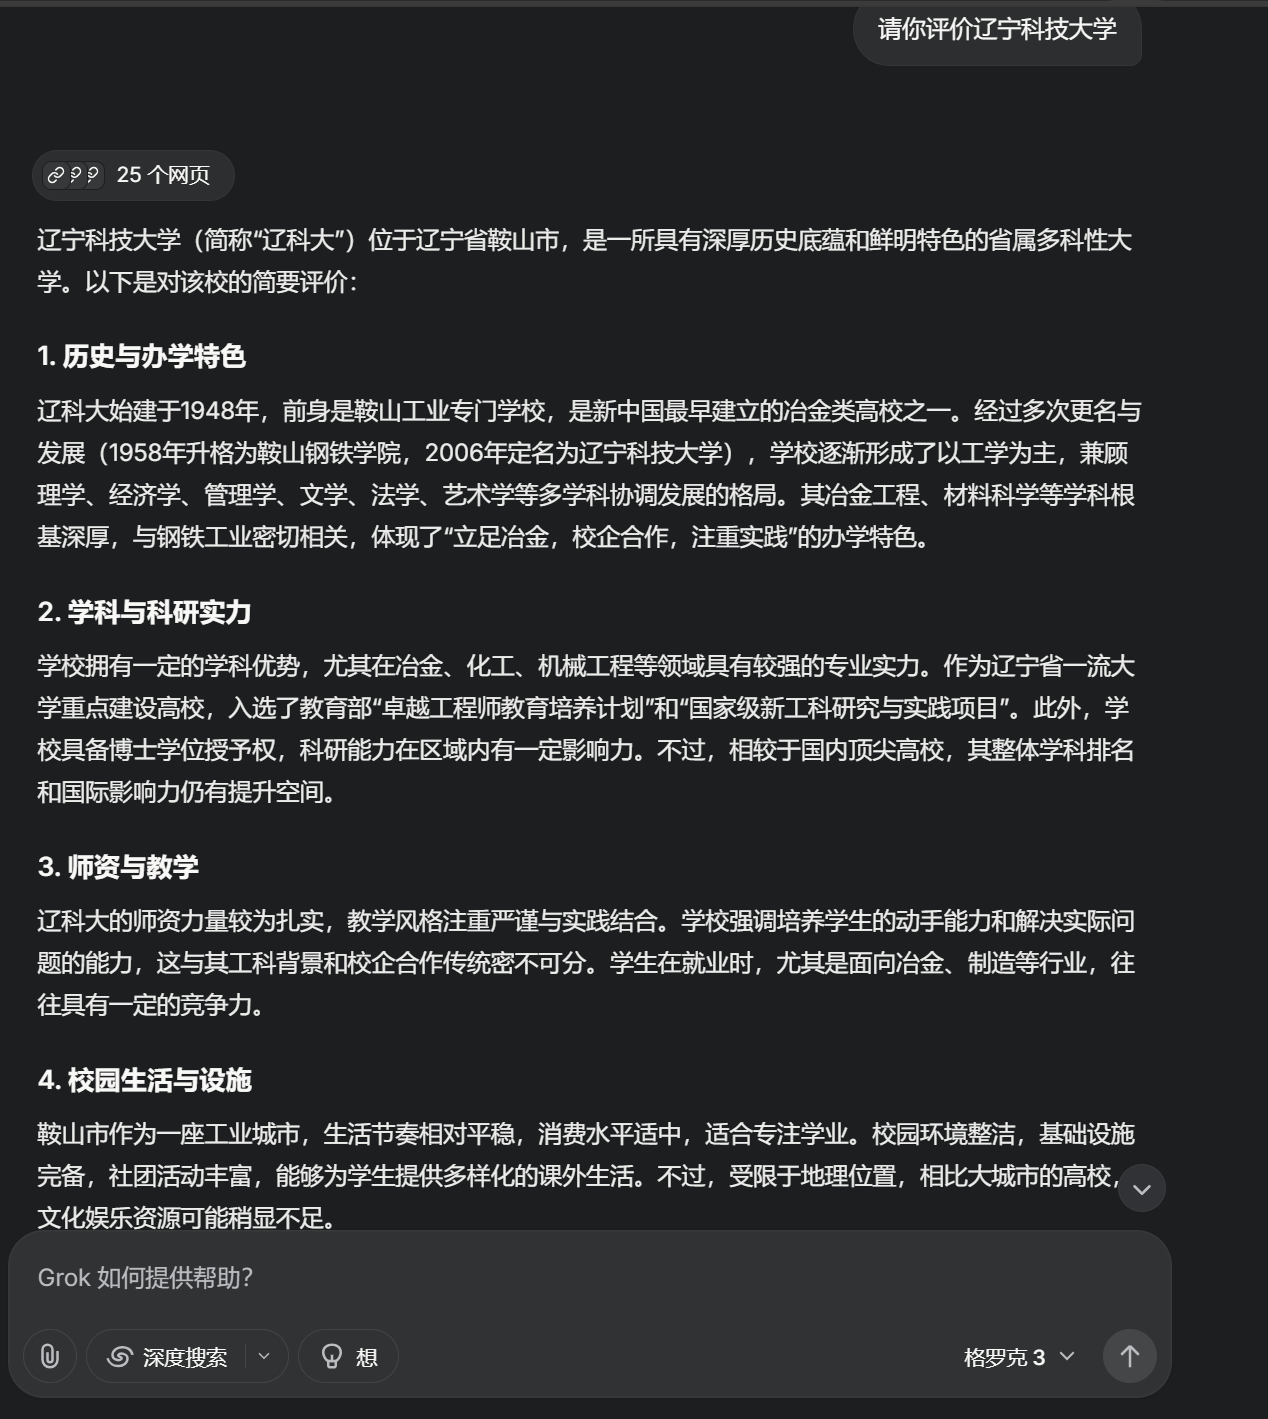 请你评价辽宁科技大学
25 个网页
辽宁科技大学（简称“辽科大”）位于辽宁省鞍山市，是一所具有深厚历史底蕴和鲜明特色的省属多科性大
学。以下是对该校的简要评价：
1. 历史与办学特色
辽科大始建于1948年，前身是鞍山工业专门学校，是新中国最早建立的冶金类高校之一。经过多次更名与
发展（1958年升格为鞍山钢铁学院，2006年定名为辽宁科技大学），学校逐渐形成了以工学为主，兼顾
理学、经济学、管理学、文学、法学、艺术学等多学科协调发展的格局。其冶金工程、材料科学等学科根
基深厚，与钢铁工业密切相关，体现了“立足冶金，校企合作，注重实践”的办学特色。
2. 学科与科研实力
学校拥有一定的学科优势，尤其在冶金、化工、机械工程等领域具有较强的专业实力。作为辽宁省一流大
学重点建设高校，入选了教育部“卓越工程师教育培养计划”和“国家级新工科研究与实践项目”。此外，学
校具备博士学位授予权，科研能力在区域内有一定影响力。不过，相较于国内顶尖高校，其整体学科排名
和国际影响力仍有提升空间。
3. 师资与教学
辽科大的师资力量较为扎实，教学风格注重严谨与实践结合。学校强调培养学生的动手能力和解决实际问
题的能力，这与其工科背景和校企合作传统密不可分。学生在就业时，尤其是面向冶金、制造等行业，往
往具有一定的竞争力。
4. 校园生活与设施
鞍山市作为一座工业城市，生活节奏相对平稳，消费水平适中，适合专注学业。校园环境整洁，基础设施
完备，社团活动丰富，能够为学生提供多样化的课外生活。不过，受限于地理位置，相比大城市的高校，
文化娱乐资源可能稍显不足。
Grok 如何提供帮助？
深度搜索
想
格罗克 3